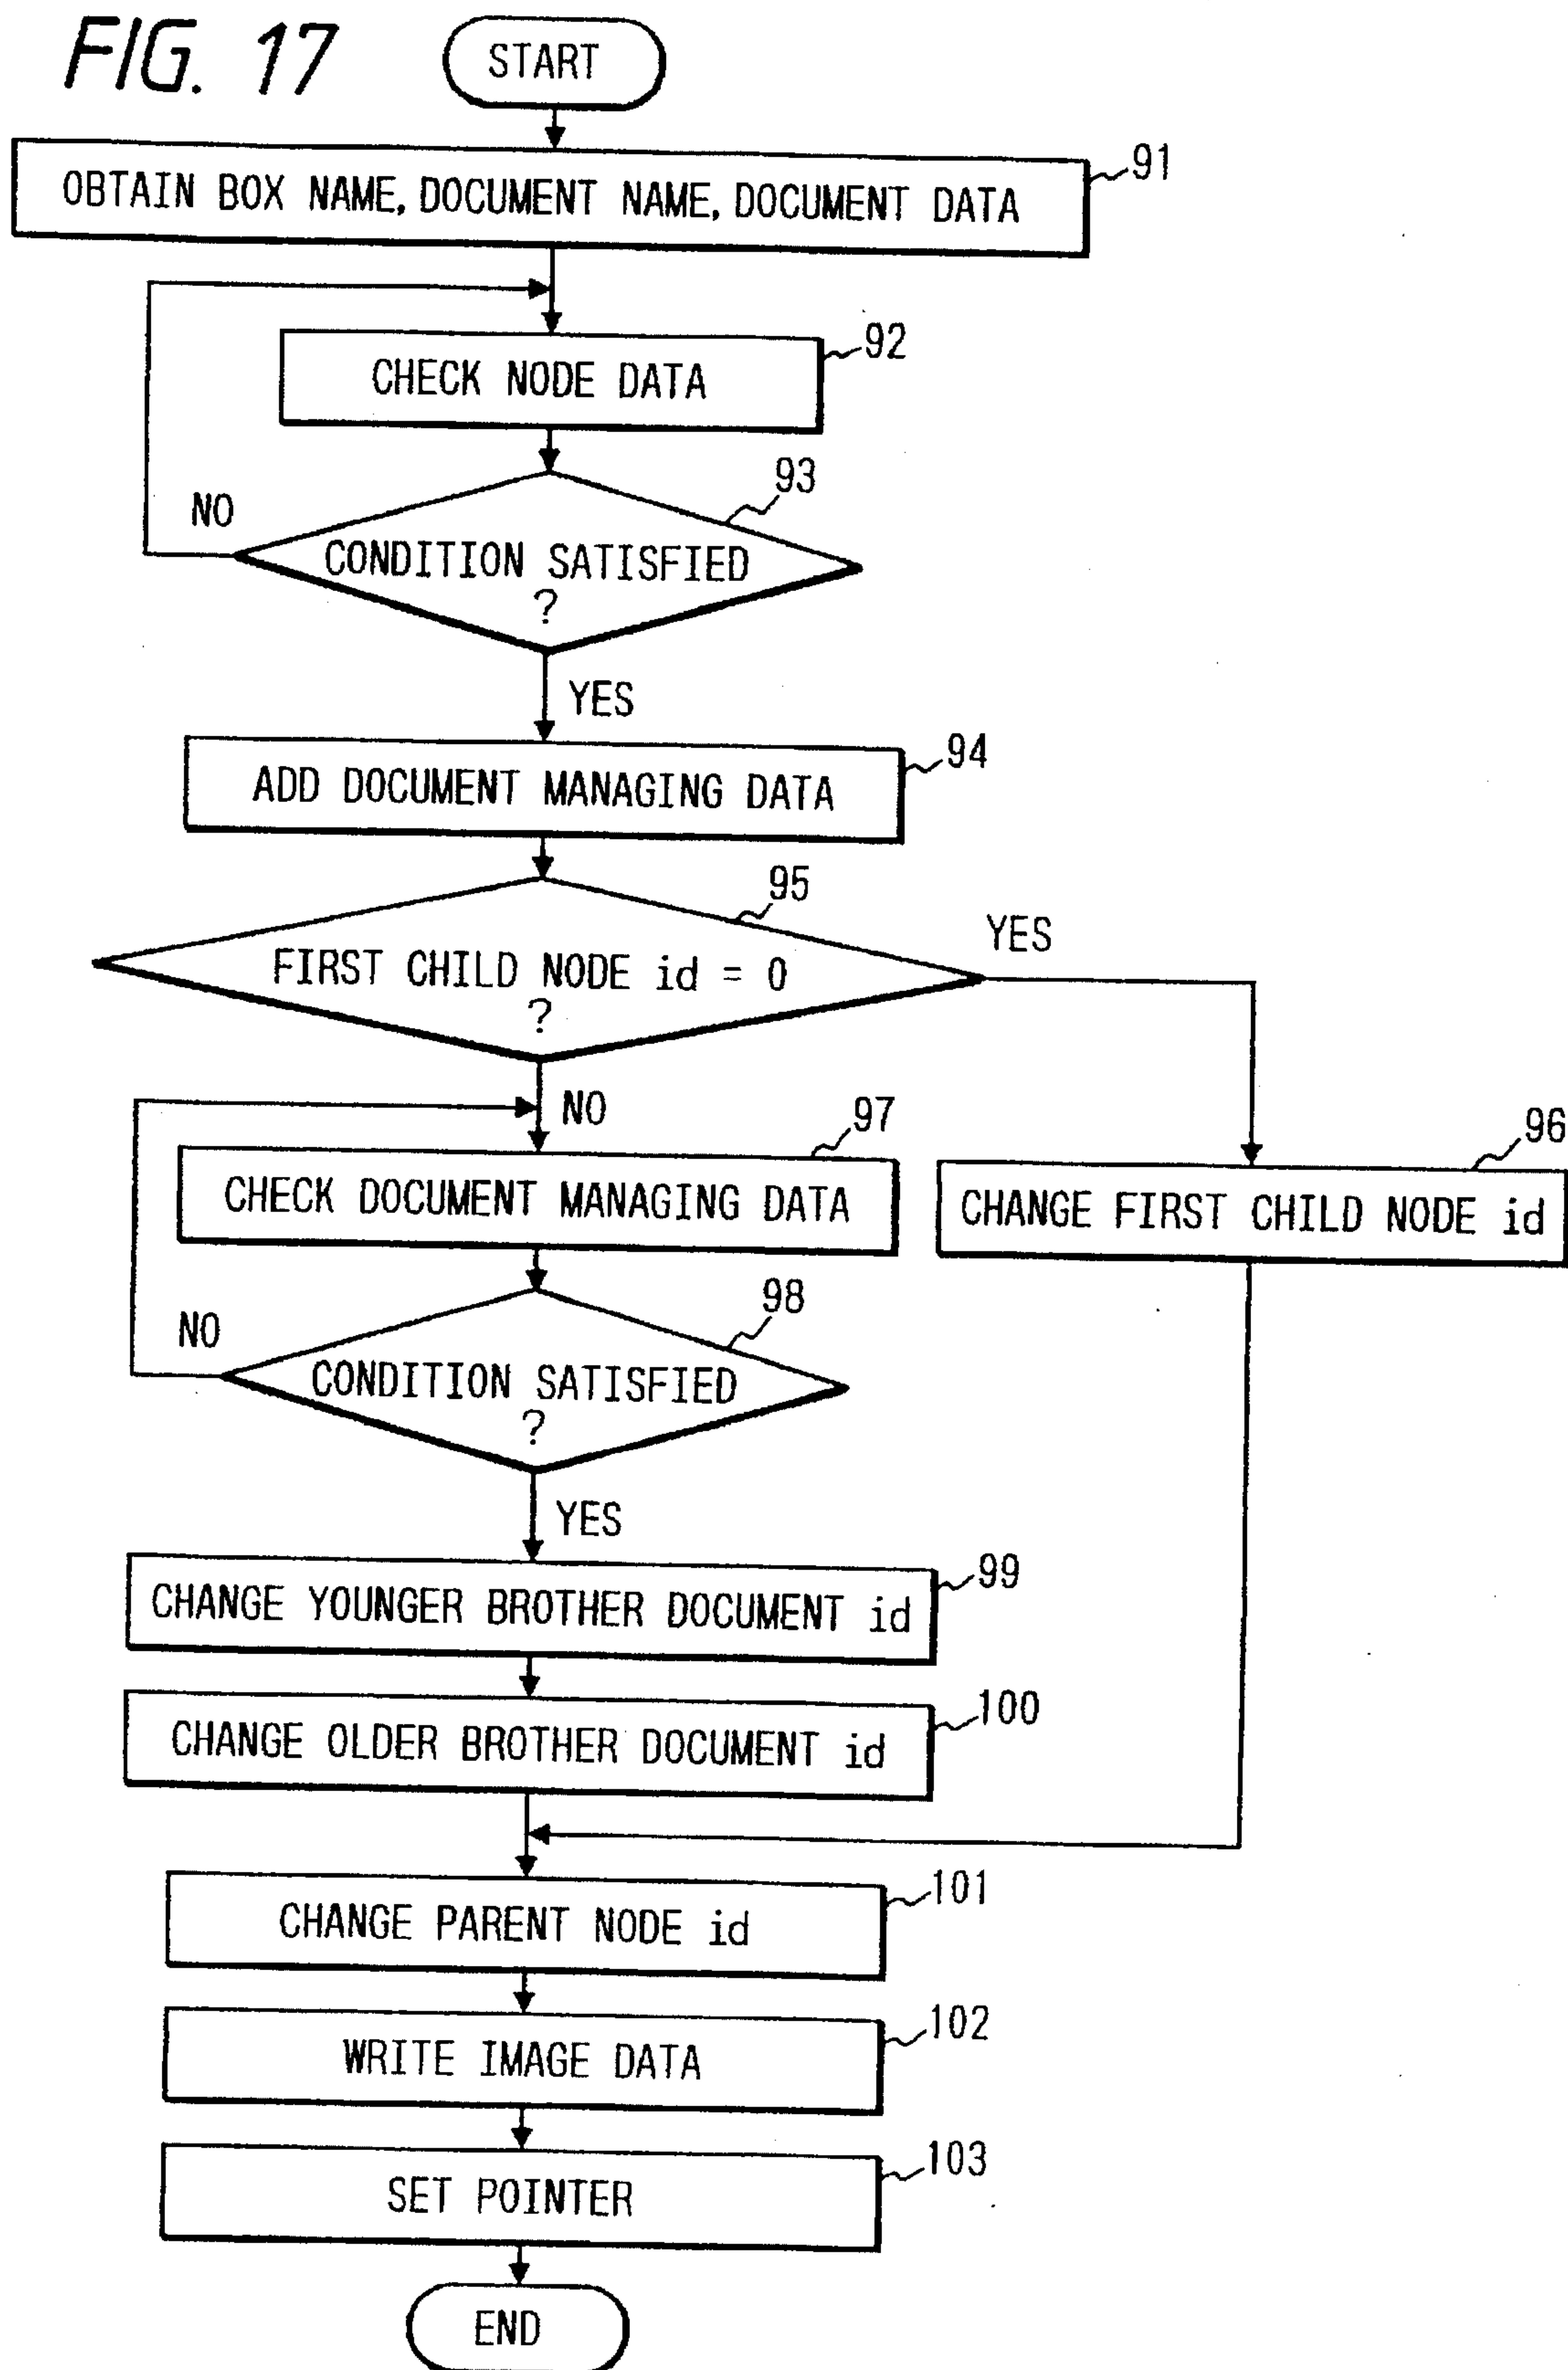 FIG. 17
START
91
OBTAIN BOX NAME, DOCUMENT NAME, DOCUMENT DATA
92
CHECK NODE DATA
93
NO
CONDITION SATISFIED
?
YES
94
ADD DOCUMENT MANAGING DATA
95
YES
FIRST CHILD NODE id = 0
?
NO
97
96
CHECK DOCUMENT MANAGING DATA
CHANGE FIRST CHILD NODE id
98
NO
CONDITION SATISFIED
?
YES
99
CHANGE YOUNGER BROTHER DOCUMENT id
100
CHANGE OLDER BROTHER DOCUMENT id
101
CHANGE PARENT NODE id
102
WRITE IMAGE DATA
103
SET POINTER
END